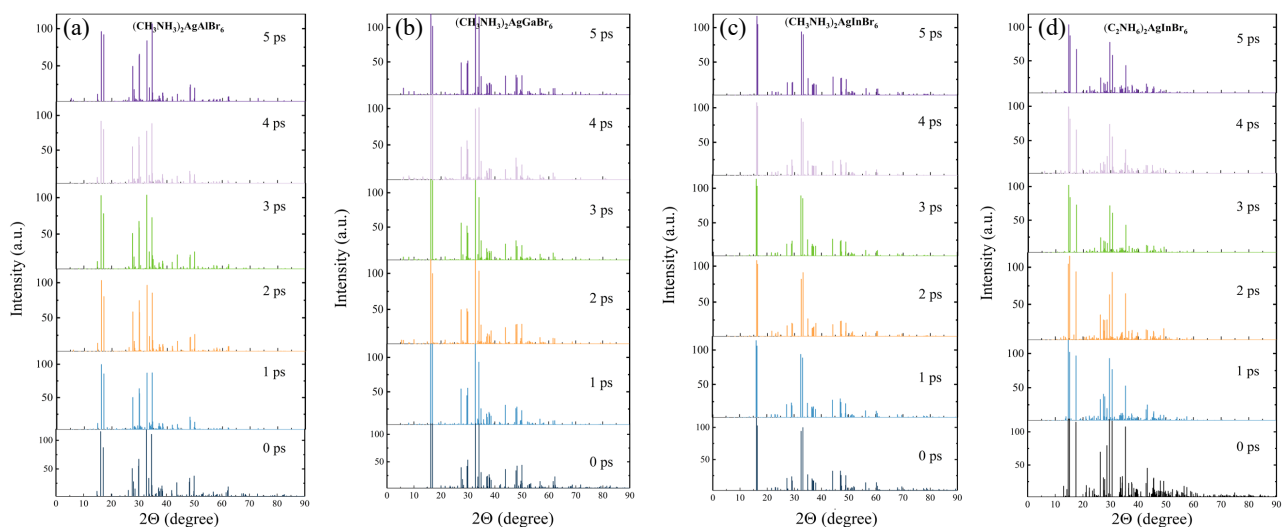 (a)
(CH₃NH₃)₂AgAlBr₆
100
5 ps
50
4 ps
50
100
3 ps
50
100
2 ps
50
100
1 ps
50
100
0 ps
50
Intensity (a.u.)
0 10 20 30 40 50 60 70 80 90
2Θ (degree)
(b)
(CH₃NH₃)₂AgGaBr₆
100
5 ps
50
4 ps
50
100
3 ps
50
100
2 ps
50
100
1 ps
50
100
0 ps
50
Intensity (a.u.)
0 10 20 30 40 50 60 70 80 90
2Θ (degree)
(c)
(CH₃NH₃)₂AgInBr₆
100
5 ps
50
4 ps
50
100
3 ps
50
100
2 ps
50
100
1 ps
50
100
0 ps
50
Intensity (a.u.)
0 10 20 30 40 50 60 70 80 90
2Θ (degree)
(d)
(C₂NH₆)₂AgInBr₆
100
5 ps
50
4 ps
50
100
3 ps
50
100
2 ps
50
100
1 ps
50
100
0 ps
50
Intensity (a.u.)
0 10 20 30 40 50 60 70 80 90
2Θ (degree)